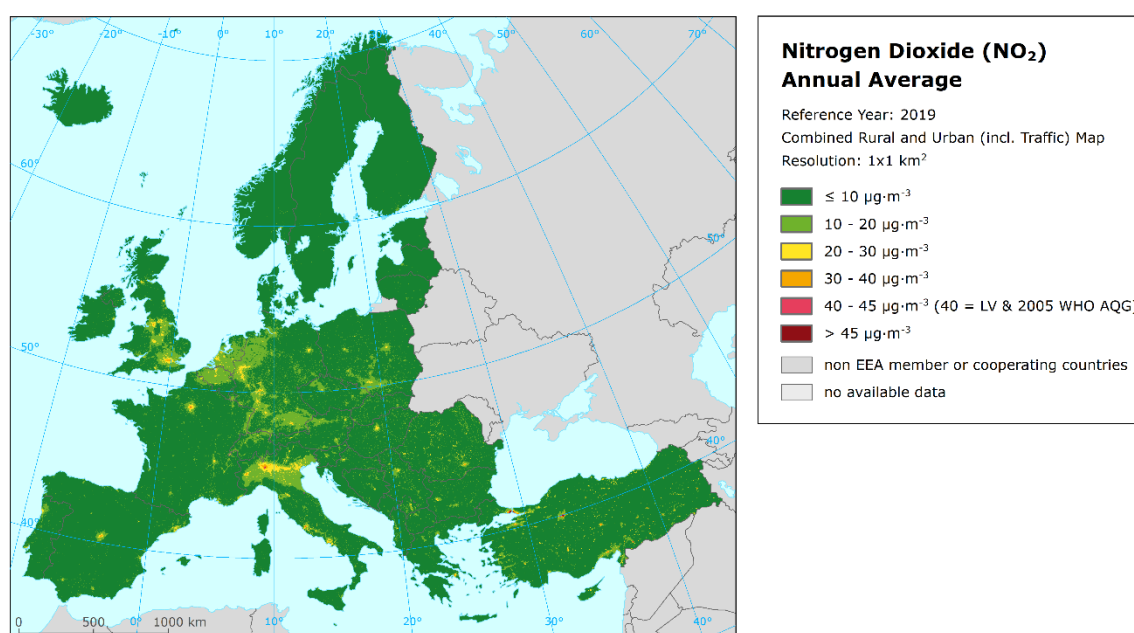 -30°
-20°
-10°
0°
10°
20°
30°
40°
50°
60°
70°
60°
50°
40°
50°
40°
0 500 1000 km
0°
10°
20°
30°
40°
Nitrogen Dioxide (NO₂)
Annual Average
Reference Year: 2019
Combined Rural and Urban (incl. Traffic) Map
Resolution: 1x1 km²
≤ 10 µg·m⁻³
10 - 20 µg·m⁻³
20 - 30 µg·m⁻³
30 - 40 µg·m⁻³
40 - 45 µg·m⁻³ (40 = LV & 2005 WHO AQG)
> 45 µg·m⁻³
non EEA member or cooperating countries
no available data